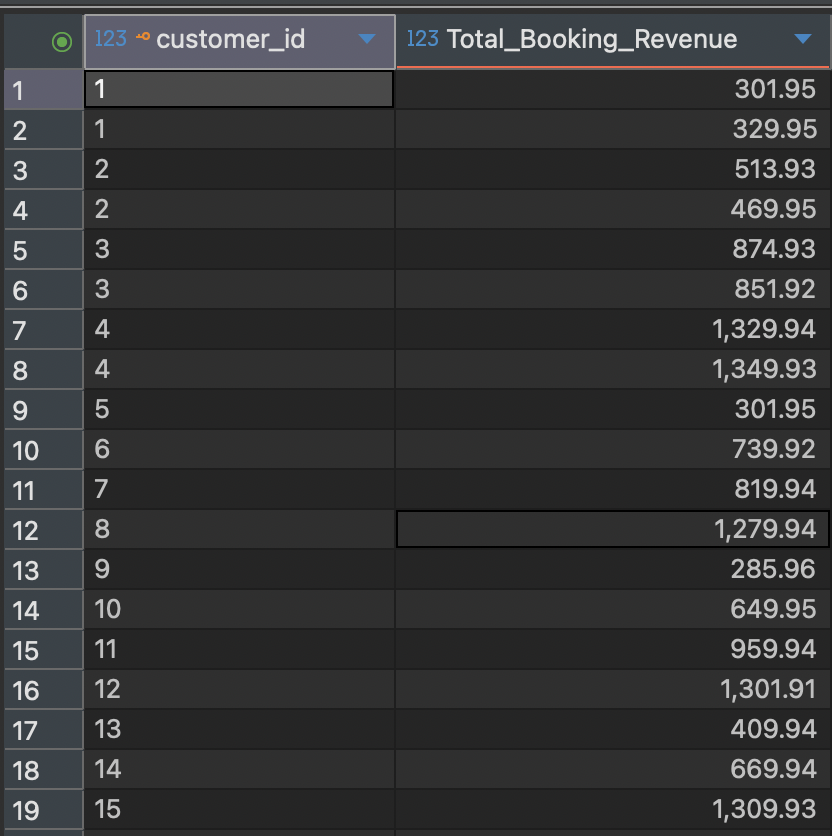 123 customer_id 123 Total_Booking_Revenue
1 1 301.95
2 1 329.95
3 2 513.93
4 2 469.95
5 3 874.93
6 3 851.92
7 4 1,329.94
8 4 1,349.93
9 5 301.95
10 6 739.92
11 7 819.94
12 8 1,279.94
13 9 285.96
14 10 649.95
15 11 959.94
16 12 1,301.91
17 13 409.94
18 14 669.94
19 15 1,309.93